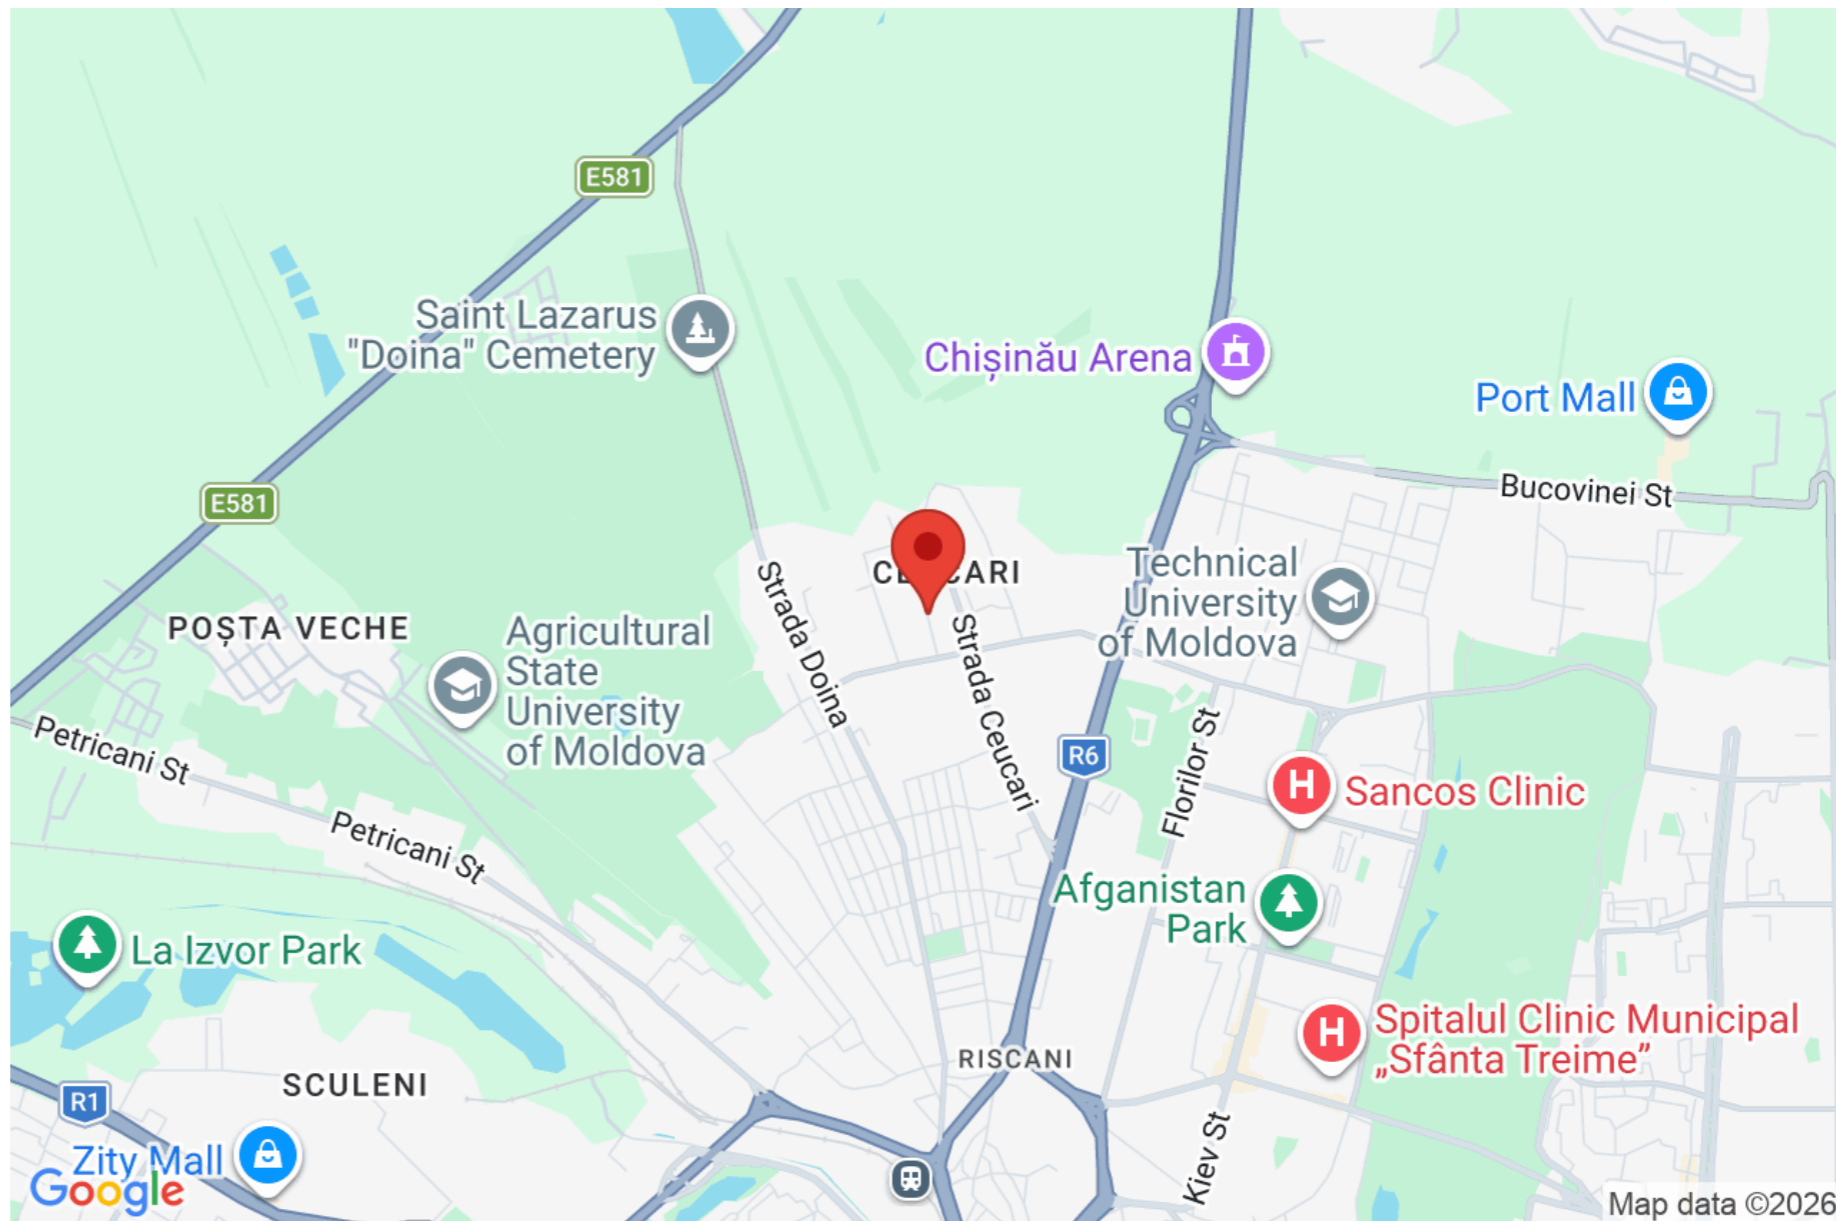 E581
Saint Lazarus
"Doina" Cemetery
Chișinău Arena
Port Mall
E581
Bucovinei St
Technical
University
of Moldova
POȘTA VECHE
Agricultural
State
University
of Moldova
Strada Doina
Strada Ceucari
Petricani St
R6
Florilor St
Sancos Clinic
Petricani St
Afganistan
Park
La Izvor Park
Spitalul Clinic Municipal
„Sfânta Treime”
RISCANI
SCULENI
R1
Zity Mall
Kiev St
Google
Map data ©2026